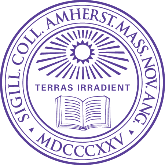 SIGILL. COLL. AMHERST. MASS. NOV. ANG.
TERRAS IRRADIENT
MDCCCXXV